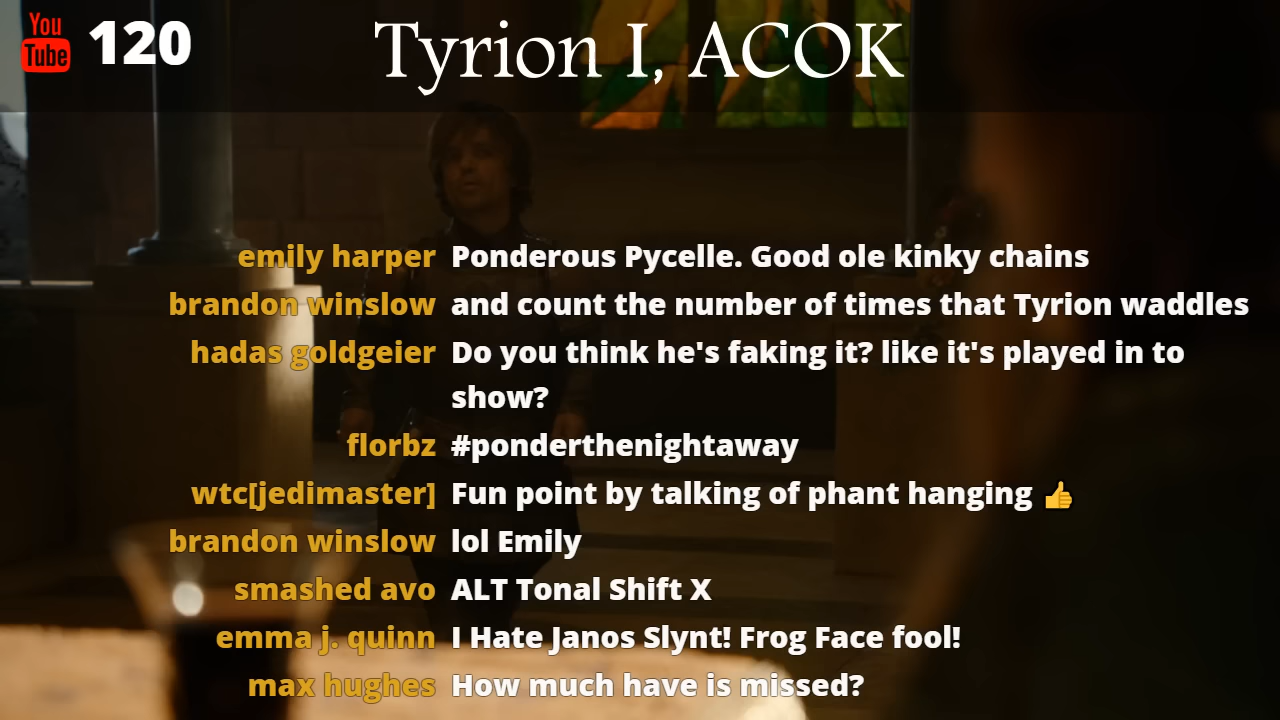 You Tube 120
Tyrion I, ACOK
emily harper Ponderous Pycelle. Good ole kinky chains
brandon winslow and count the number of times that Tyrion waddles
hadas goldgeier Do you think he's faking it? like it's played in to
show?
florbz #ponderthenightaway
wtc[jedimaster] Fun point by talking of phant hanging 👍
brandon winslow lol Emily
smashed avo ALT Tonal Shift X
emma j. quinn I Hate Janos Slynt! Frog Face fool!
max hughes How much have is missed?